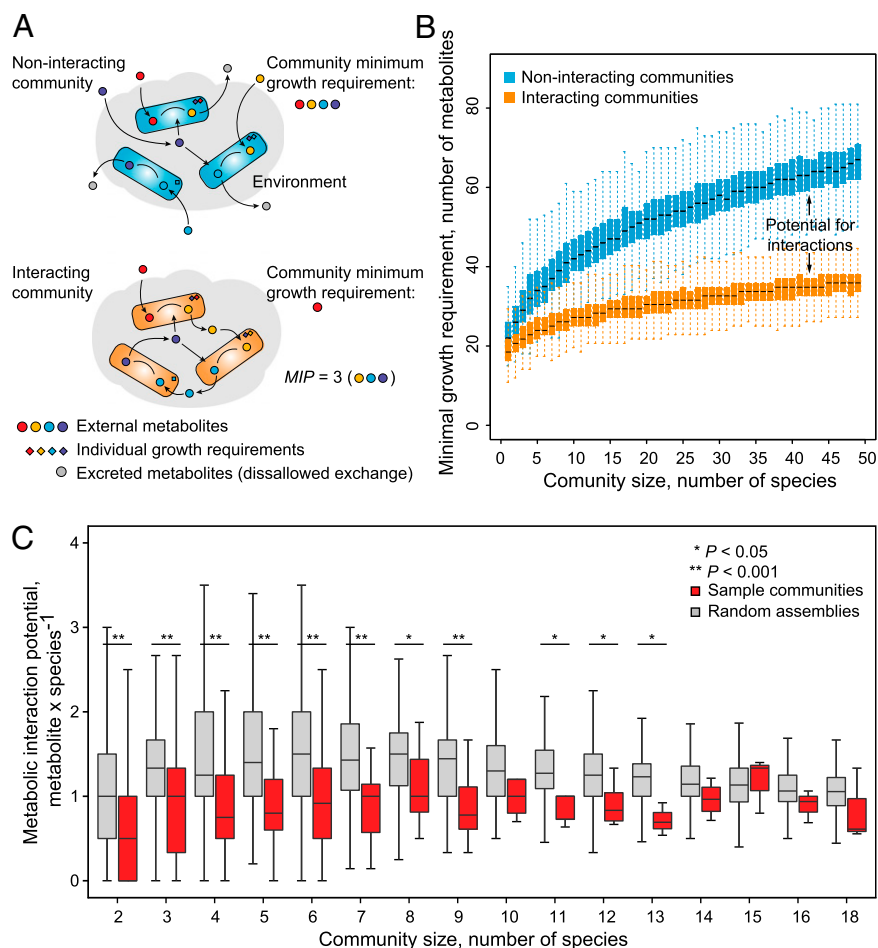 A
Non-interacting
community
Community minimum
growth requirement:
Environment
Interacting
community
Community minimum
growth requirement:
MIP = 3 ( )
External metabolites
Individual growth requirements
Excreted metabolites (dissallowed exchange)
B
Minimal growth requirement, number of metabolites
80
60
40
20
0
Non-interacting communities
Interacting communities
Potential for
interactions
0 5 10 15 20 25 30 35 40 45 50
Comunity size, number of species
C
Metabolic interaction potential,
metabolite x species-1
4
3
2
1
0
* P < 0.05
** P < 0.001
Sample communities
Random assemblies
** ** ** ** ** ** * ** * * *
2 3 4 5 6 7 8 9 10 11 12 13 14 15 16 18
Community size, number of species